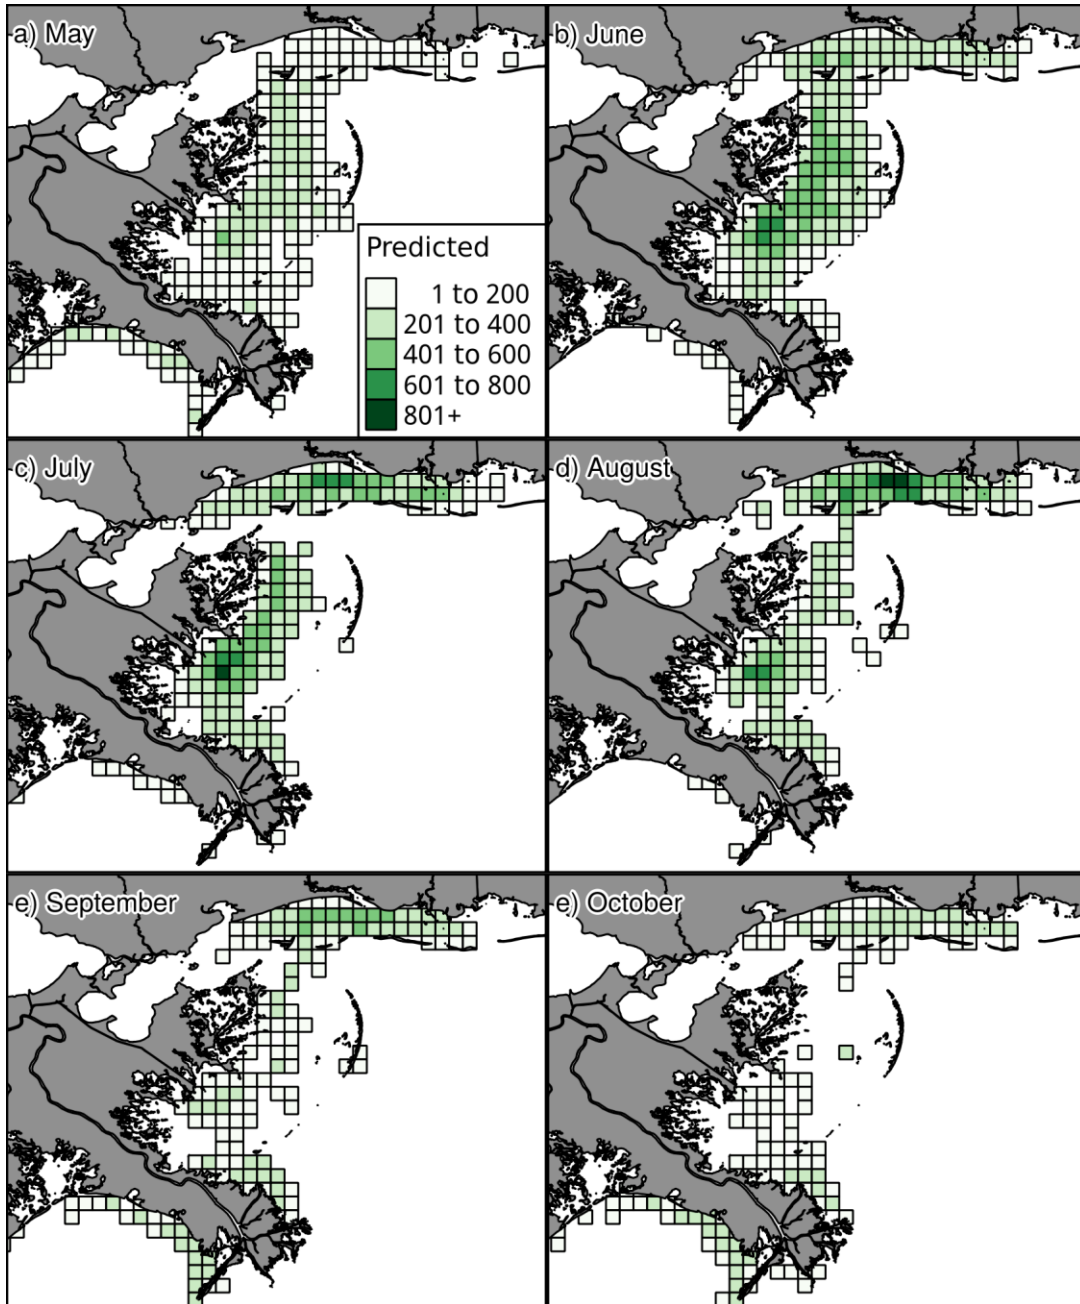 a) May
b) June
Predicted
1 to 200
201 to 400
401 to 600
601 to 800
801+
c) July
d) August
e) September
e) October